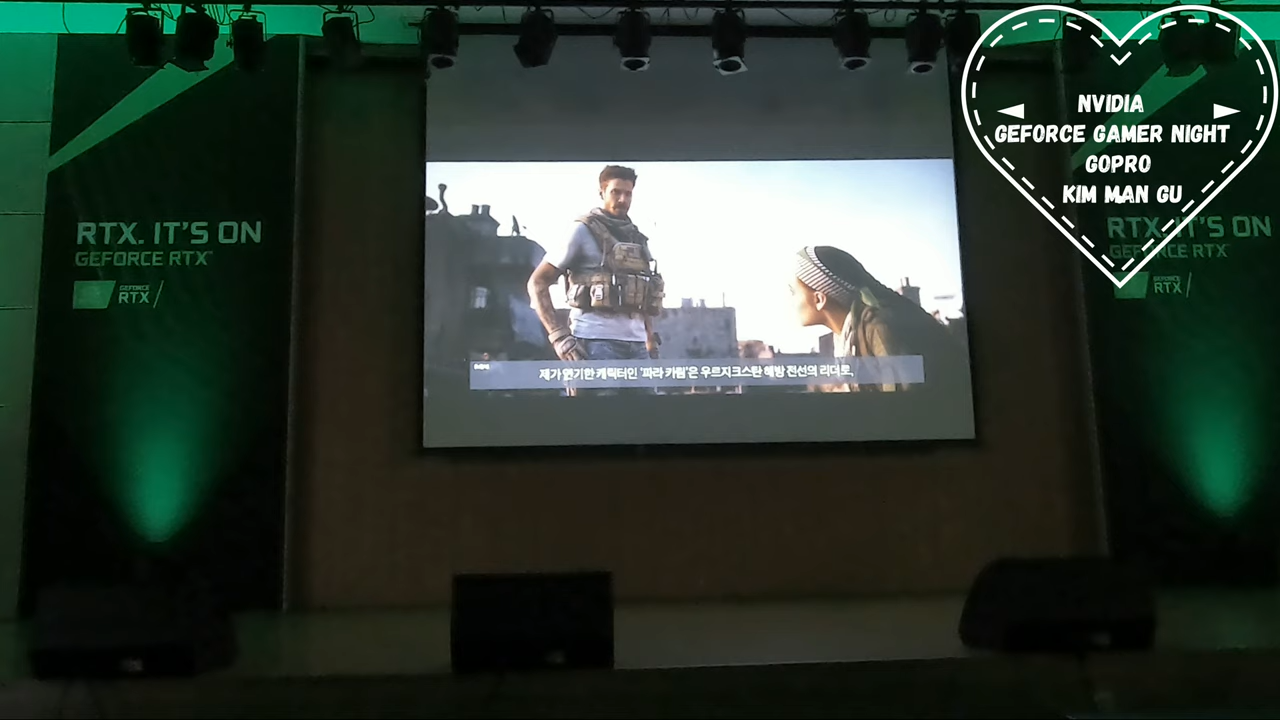 NVIDIA
GEFORCE GAMER NIGHT
GOPRO
KIM MAN GU
RTX. IT'S ON
GEFORCE RTX
GEFORCE
RTX
RTX. IT'S ON
GEFORCE RTX
GEFORCE
RTX
제가 연기한 캐릭터인 '파라 카림'은 우르지크스탄 해방 전선의 리더로,